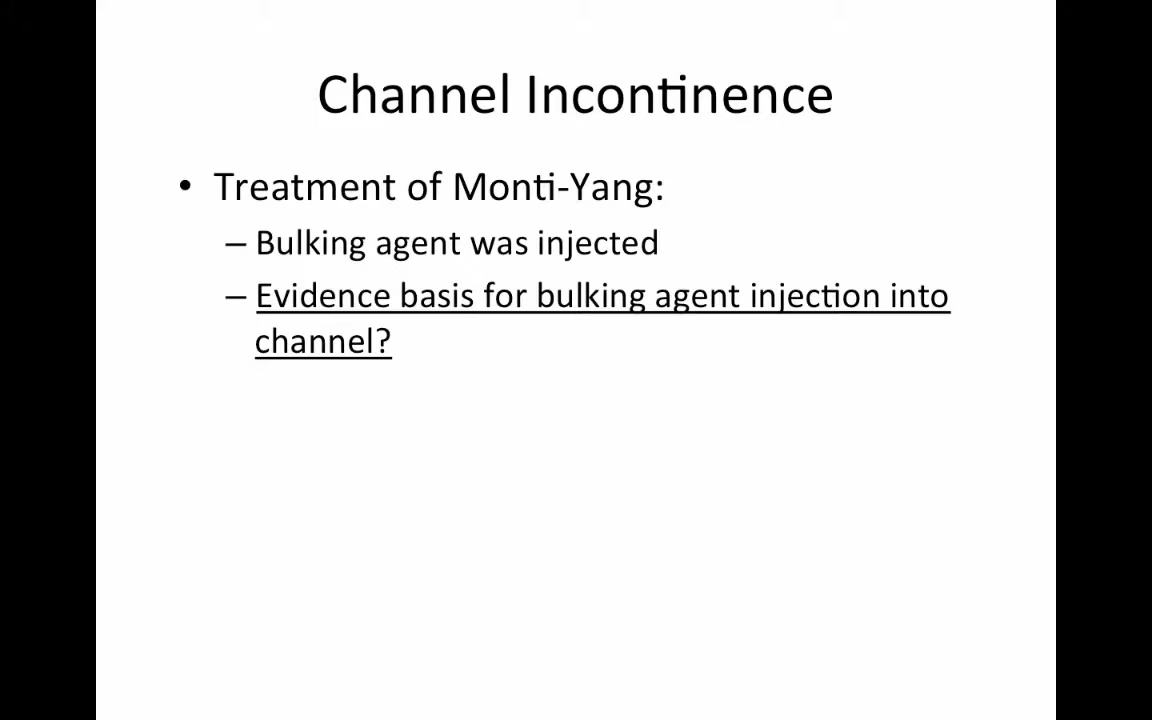 Channel Incontinence
• Treatment of Monti-Yang:
– Bulking agent was injected
– Evidence basis for bulking agent injection into
channel?